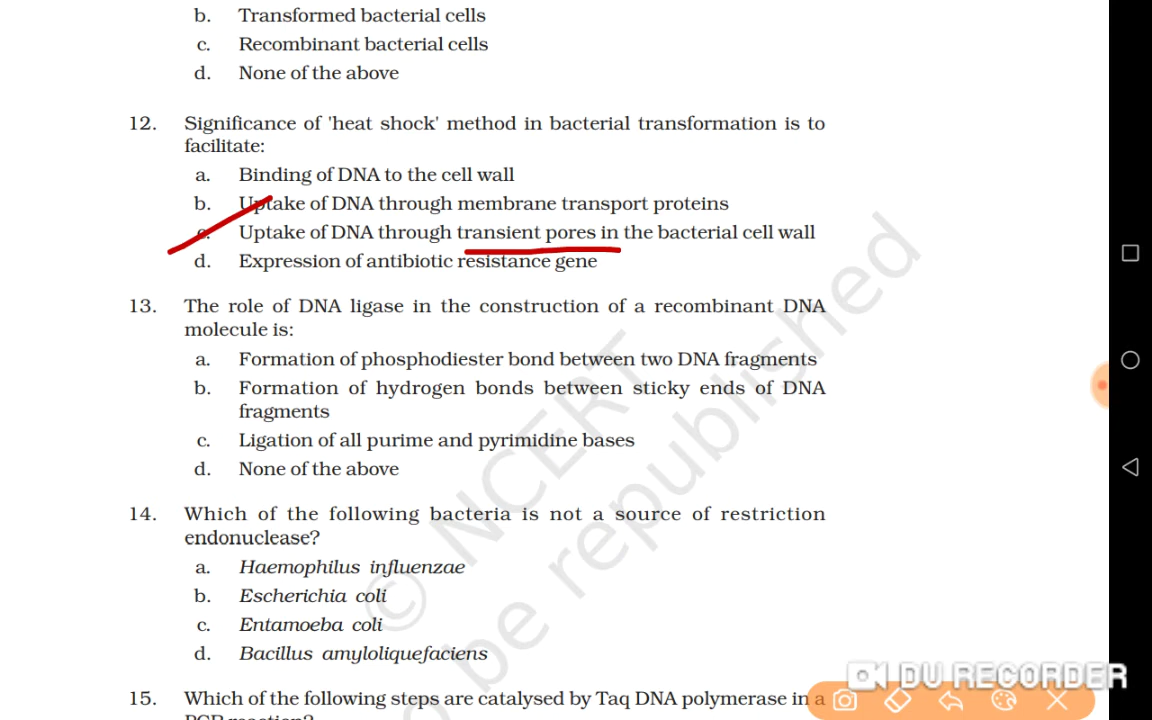 b. Transformed bacterial cells
c. Recombinant bacterial cells
d. None of the above
12. Significance of 'heat shock' method in bacterial transformation is to
facilitate:
a. Binding of DNA to the cell wall
b. Uptake of DNA through membrane transport proteins
c. Uptake of DNA through transient pores in the bacterial cell wall
d. Expression of antibiotic resistance gene
13. The role of DNA ligase in the construction of a recombinant DNA
molecule is:
a. Formation of phosphodiester bond between two DNA fragments
b. Formation of hydrogen bonds between sticky ends of DNA
fragments
c. Ligation of all purime and pyrimidine bases
d. None of the above
14. Which of the following bacteria is not a source of restriction
endonuclease?
a. Haemophilus influenzae
b. Escherichia coli
c. Entamoeba coli
d. Bacillus amyloliquefaciens
15. Which of the following steps are catalysed by Taq DNA polymerase in a
PCR reaction?
© NCERT
be republished
DU RECORDER